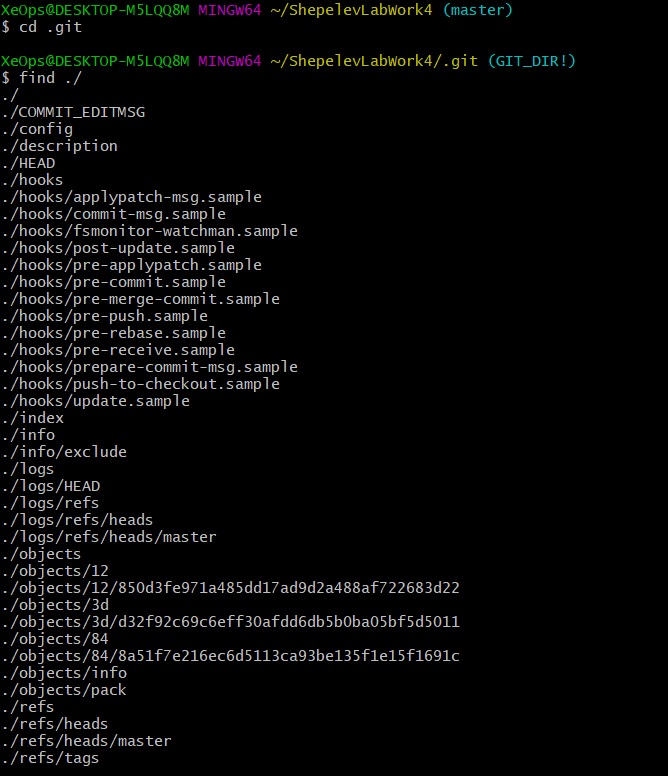 XeOps@DESKTOP-M5LQQ8M MINGW64 ~/ShepelevLabWork4 (master)
$ cd .git
XeOps@DESKTOP-M5LQQ8M MINGW64 ~/ShepelevLabWork4/.git (GIT_DIR!)
$ find ./
./
./COMMIT_EDITMSG
./config
./description
./HEAD
./hooks
./hooks/applypatch-msg.sample
./hooks/commit-msg.sample
./hooks/fsmonitor-watchman.sample
./hooks/post-update.sample
./hooks/pre-applypatch.sample
./hooks/pre-commit.sample
./hooks/pre-merge-commit.sample
./hooks/pre-push.sample
./hooks/pre-rebase.sample
./hooks/pre-receive.sample
./hooks/prepare-commit-msg.sample
./hooks/push-to-checkout.sample
./hooks/update.sample
./index
./info
./info/exclude
./logs
./logs/HEAD
./logs/refs
./logs/refs/heads
./logs/refs/heads/master
./objects
./objects/12
./objects/12/850d3fe971a485dd17ad9d2a488af722683d22
./objects/3d
./objects/3d/d32f92c69c6eff30afdd6db5b0ba05bf5d5011
./objects/84
./objects/84/8a51f7e216ec6d5113ca93be135f1e15f1691c
./objects/info
./objects/pack
./refs
./refs/heads
./refs/heads/master
./refs/tags